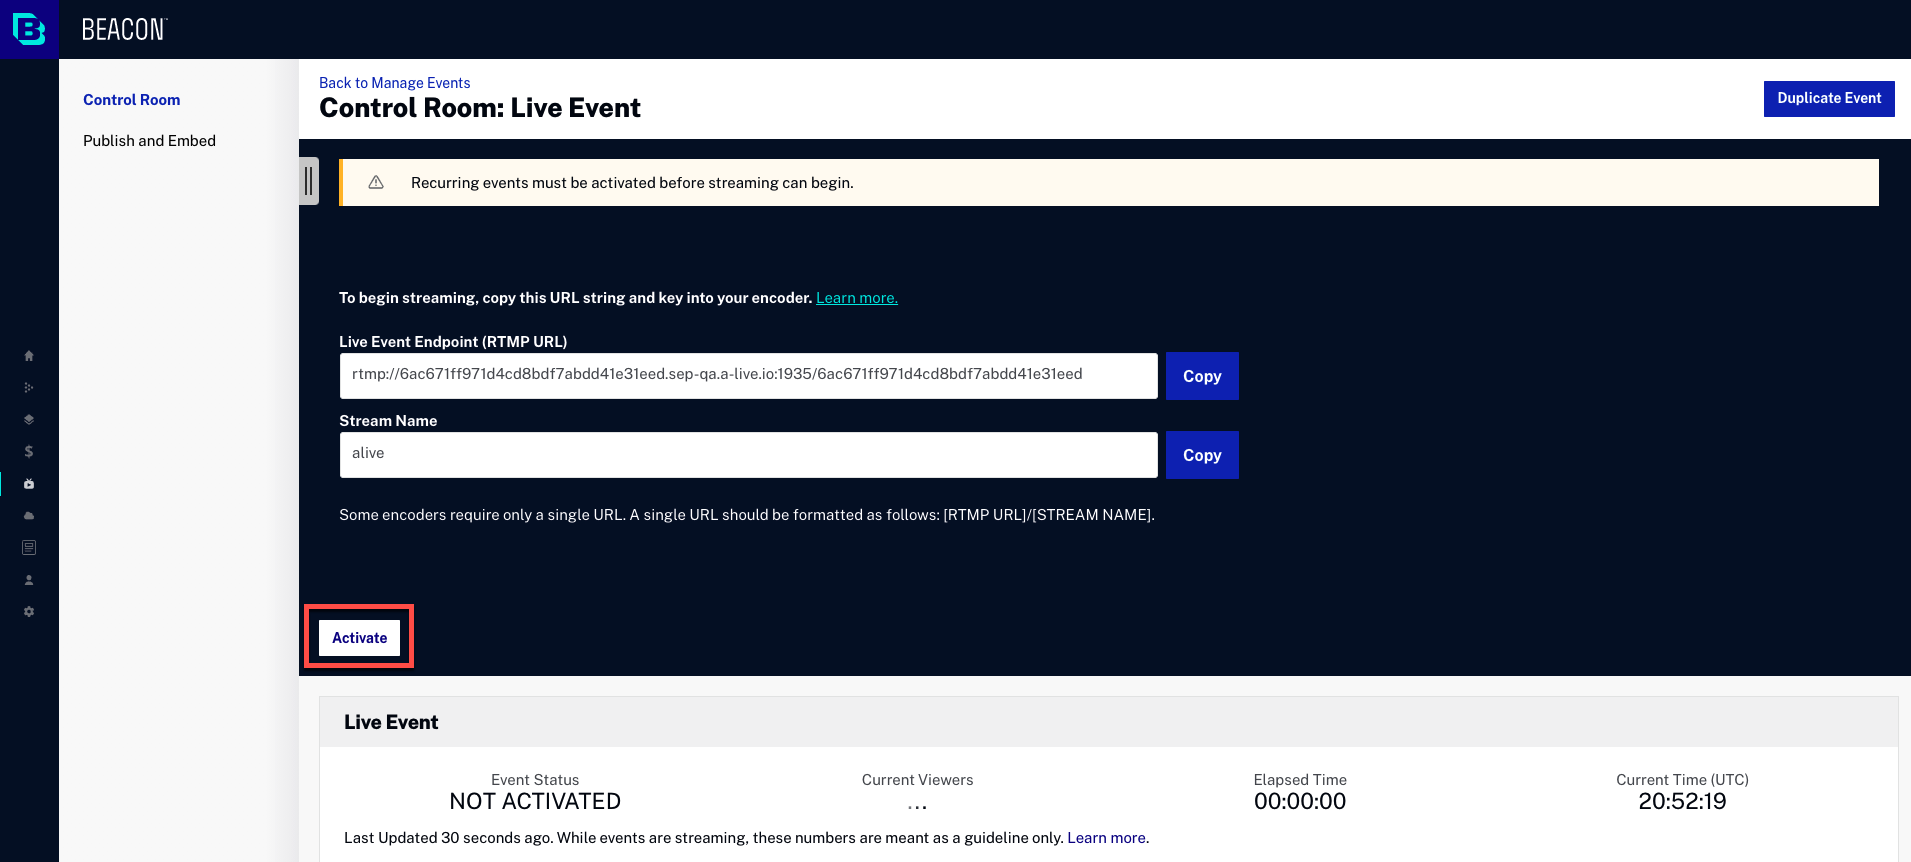 BEACON
Control Room
Publish and Embed
Back to Manage Events
Control Room: Live Event
Duplicate Event
Recurring events must be activated before streaming can begin.
To begin streaming, copy this URL string and key into your encoder. Learn more.
Live Event Endpoint (RTMP URL)
rtmp://6ac671ff971d4cd8bdf7abdd41e31eed.sep-qa.a-live.io:1935/6ac671ff971d4cd8bdf7abdd41e31eed
Copy
Stream Name
alive
Copy
Some encoders require only a single URL. A single URL should be formatted as follows: [RTMP URL]/[STREAM NAME].
Activate
Live Event
Event Status
NOT ACTIVATED
Current Viewers
...
Elapsed Time
00:00:00
Current Time (UTC)
20:52:19
Last Updated 30 seconds ago. While events are streaming, these numbers are meant as a guideline only. Learn more.